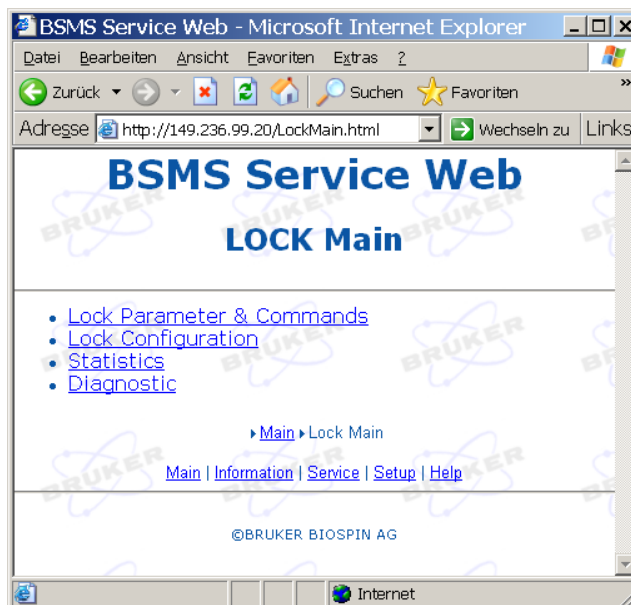 BSMS Service Web - Microsoft Internet Explorer
Datei Bearbeiten Ansicht Favoriten Extras ?
Zurück Suchen Favoriten »
Adresse http://149.236.99.20/LockMain.html Wechseln zu Links
BSMS Service Web
LOCK Main
• Lock Parameter & Commands
• Lock Configuration
• Statistics
• Diagnostic
Main Lock Main
Main | Information | Service | Setup | Help
©BRUKER BIOSPIN AG
BRUKER
Internet